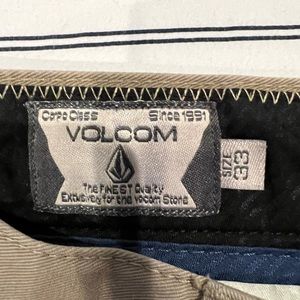 Corpo Class Since 1991
VOLCOM
The FINEST Quality
Exclusively for the Volcom Stone
SIZE
33